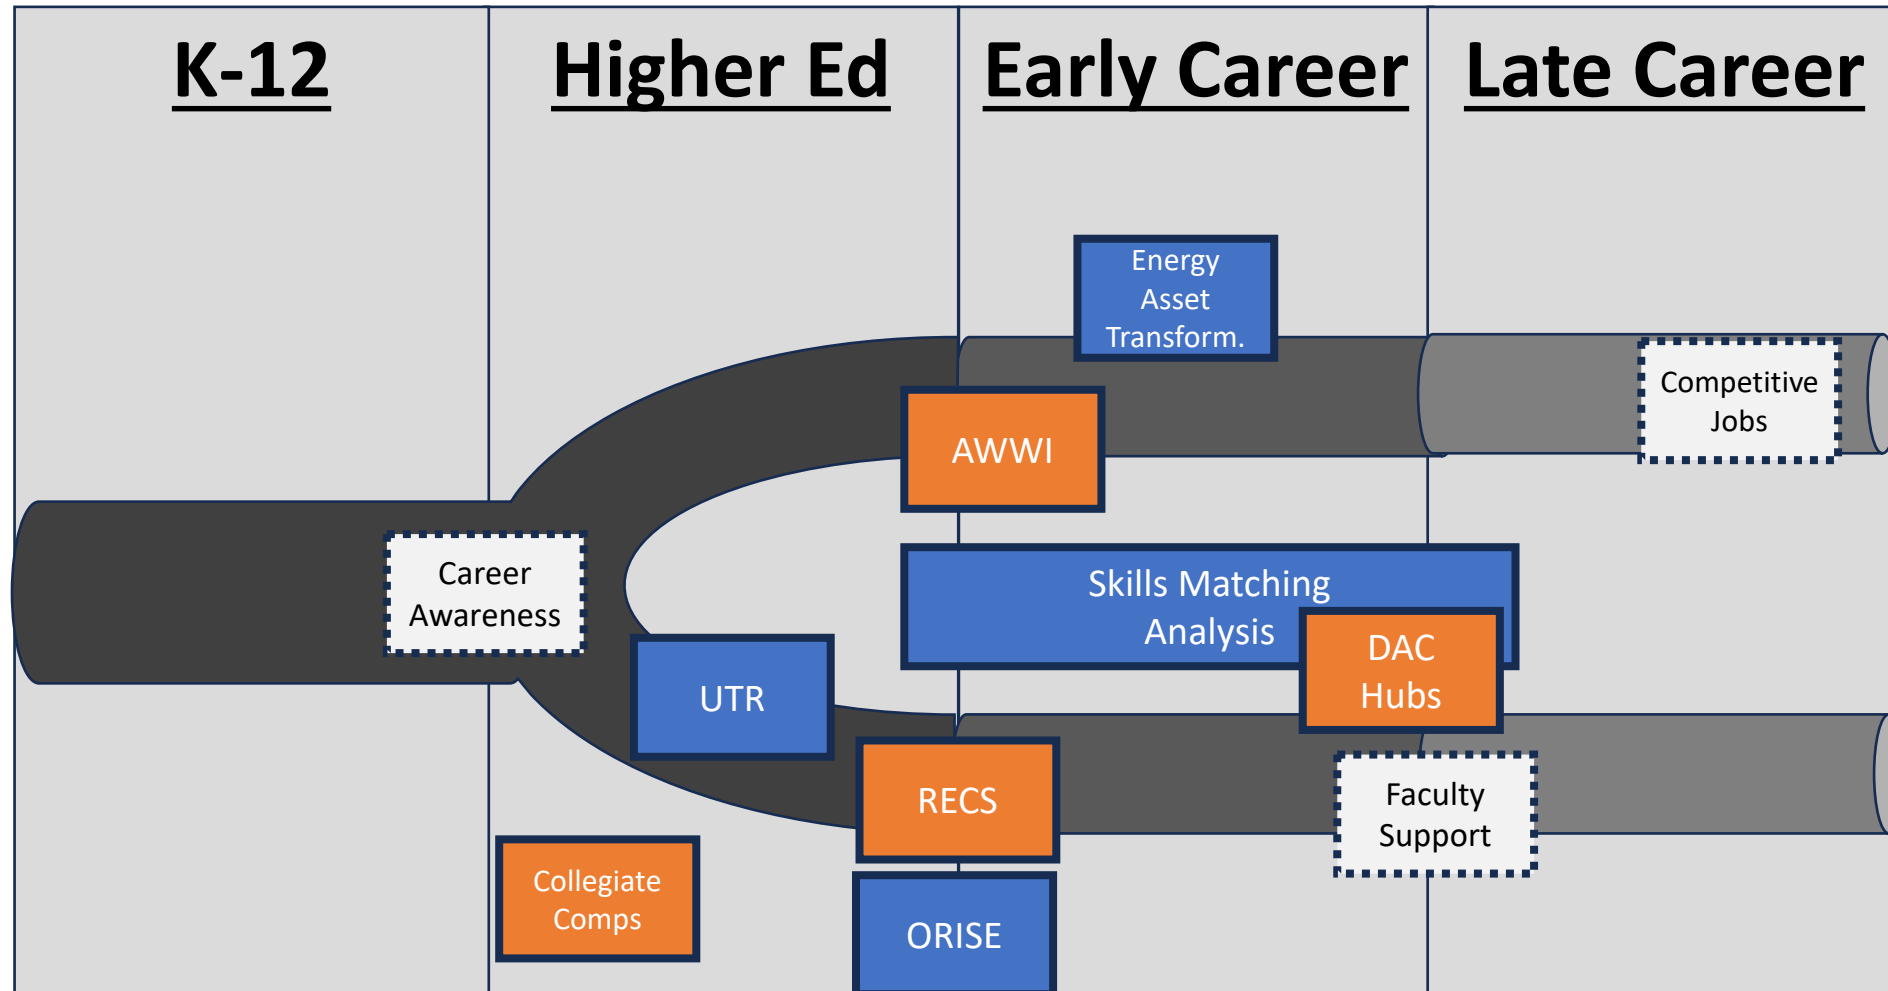 K-12
Higher Ed
Early Career
Late Career
Energy
Asset
Transform.
Competitive
Jobs
AWWI
Career
Awareness
Skills Matching
Analysis
DAC
Hubs
UTR
RECS
Faculty
Support
Collegiate
Comps
ORISE